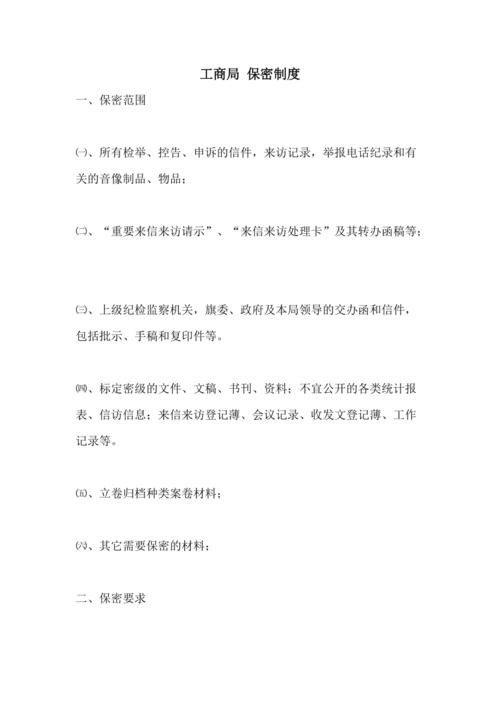 工商局 保密制度
一、保密范围
㈠、所有检举、控告、申诉的信件，来访记录，举报电话纪录和有
关的音像制品、物品；
㈡、“重要来信来访请示”、“来信来访处理卡”及其转办函稿等；
㈢、上级纪检监察机关，旗委、政府及本局领导的交办函和信件，
包括批示、手稿和复印件等。
㈣、标定密级的文件、文稿、书刊、资料；不宜公开的各类统计报
表、信访信息；来信来访登记薄、会议记录、收发文登记薄、工作
记录等。
㈤、立卷归档种类案卷材料；
㈥、其它需要保密的材料；
二、保密要求